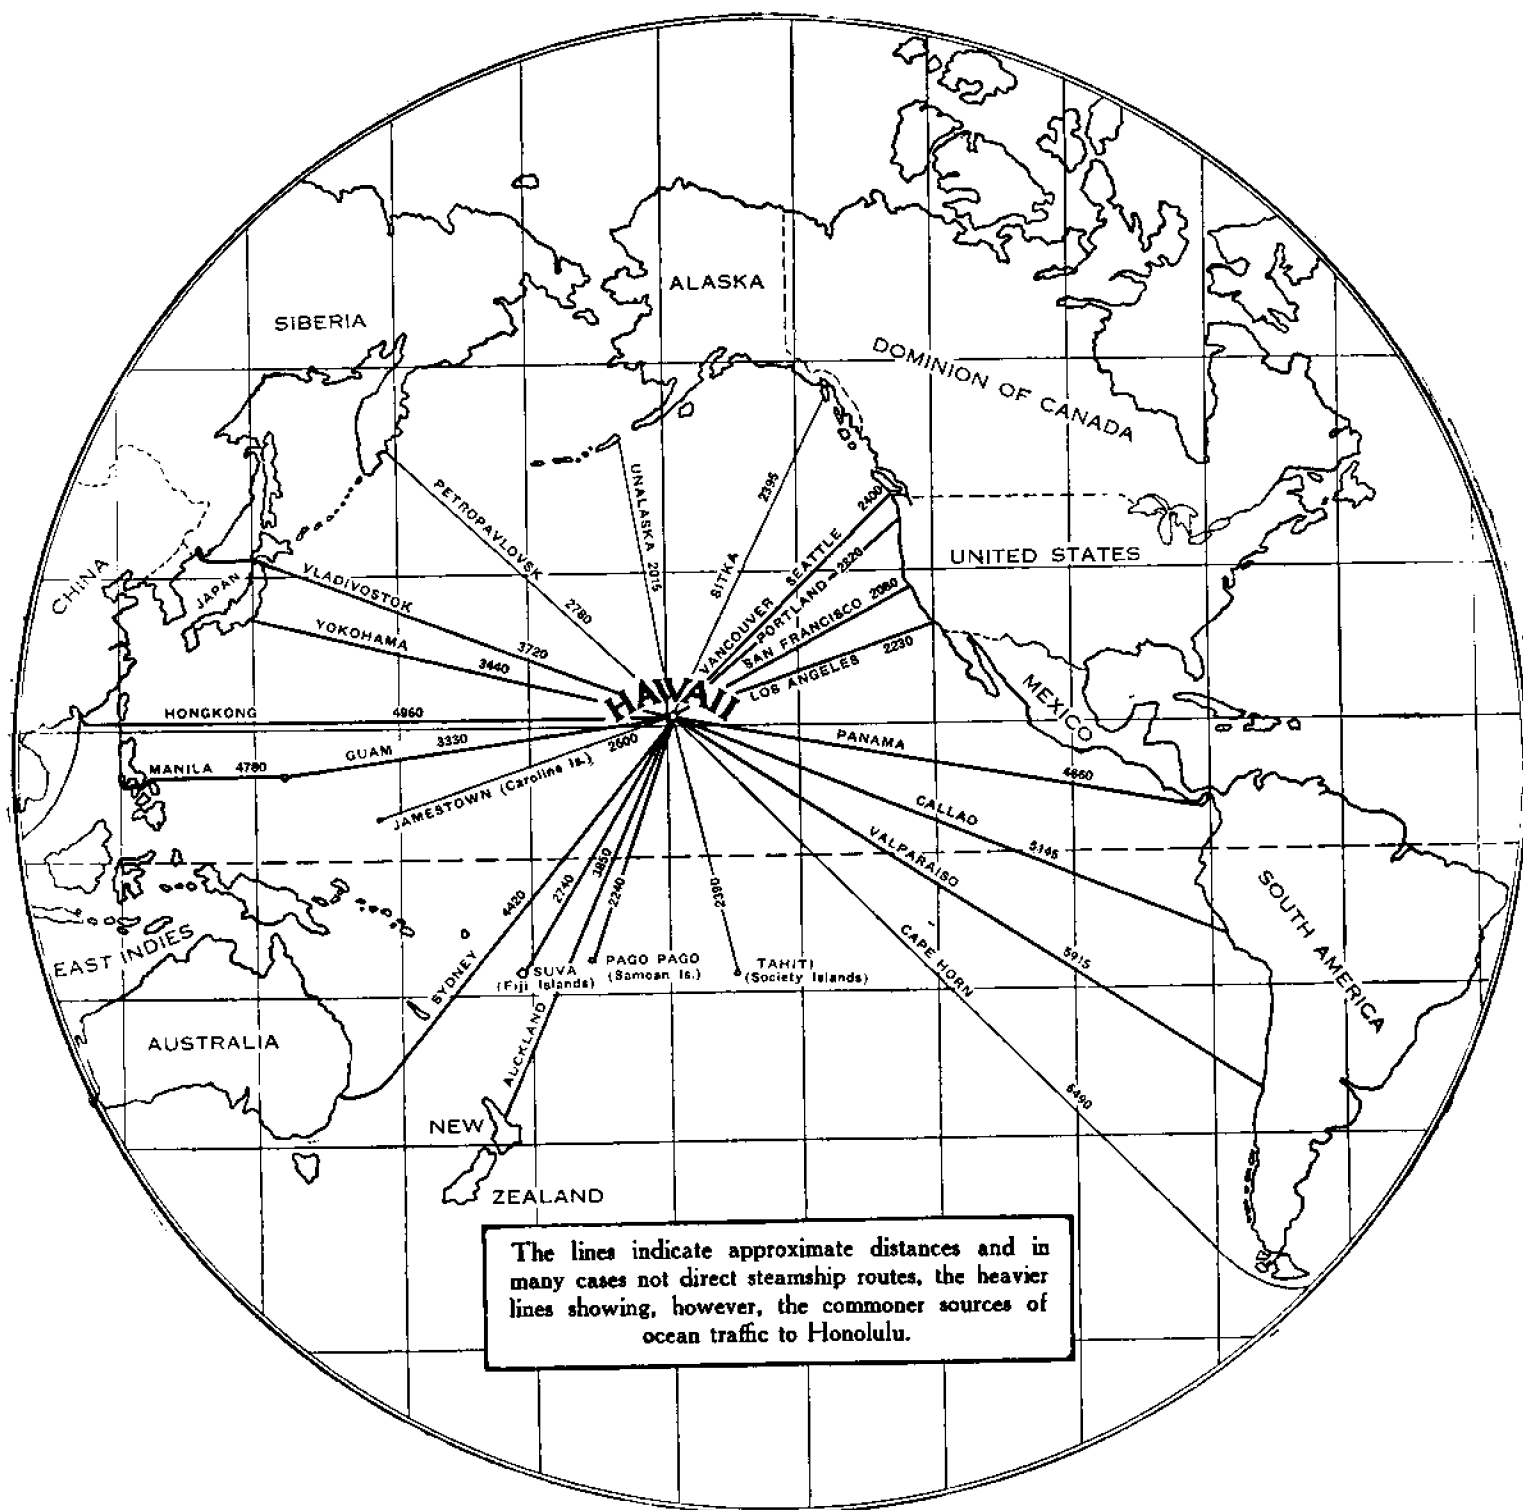 ALASKA
SIBERIA
DOMINION OF CANADA
CHINA
JAPAN
UNITED STATES
MEXICO
PETROPAVLOVSK 2780
UNALASKA 2015
SITKA 2395
VANCOUVER SEATTLE 2400
PORTLAND
SAN FRANCISCO 2080
LOS ANGELES 2230
VLADIVOSTOK 3720
YOKOHAMA 3440
HAWAII
HONGKONG 4960
GUAM 3330
MANILA 4780
JAMESTOWN (Caroline Is.) 2600
PANAMA 4660
CALLAO
VALPARAISO 5915
CAPE HORN 6490
SOUTH AMERICA
EAST INDIES
SYDNEY 4420
2740
3850
2240
2390
SUVA
(Fiji Islands)
PAGO PAGO
(Samoan Is.)
TAHITI
(Society Islands)
AUCKLAND
AUSTRALIA
NEW
ZEALAND
The lines indicate approximate distances and in
many cases not direct steamship routes, the heavier
lines showing, however, the commoner sources of
ocean traffic to Honolulu.